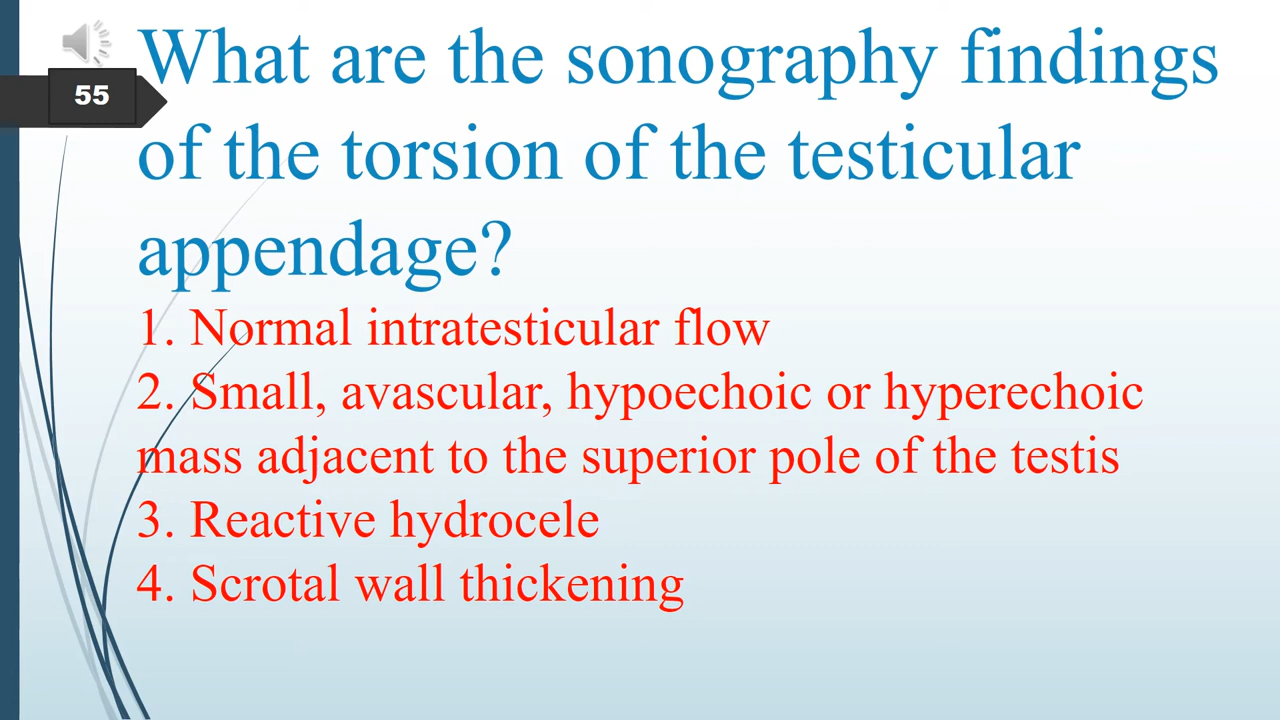 55
What are the sonography findings
of the torsion of the testicular
appendage?
1. Normal intratesticular flow
2. Small, avascular, hypoechoic or hyperechoic
mass adjacent to the superior pole of the testis
3. Reactive hydrocele
4. Scrotal wall thickening